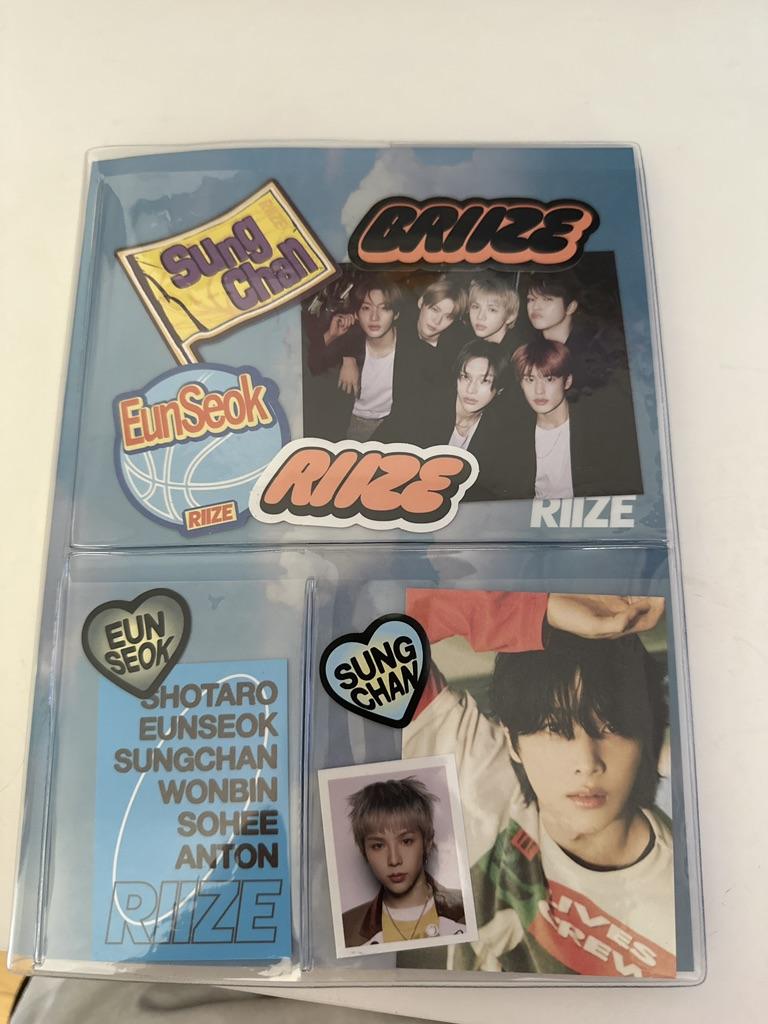 Sung
Chan
BRIIZE
EunSeok
RIIZE
RIIZE
RIIZE
EUN
SEOK
SHOTARO
EUNSEOK
SUNGCHAN
WONBIN
SOHEE
ANTON
RIIZE
SUNG
CHAN
LIVES
CREW